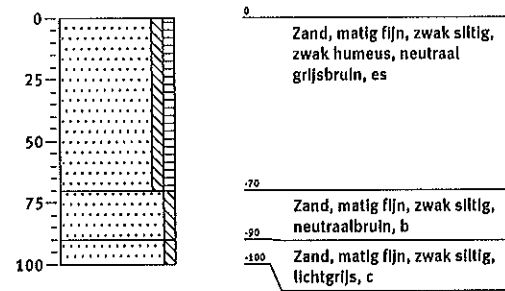 0
25
50
75
100
0
Zand, matig fijn, zwak siltig,
zwak humeus, neutraal
grijsbruin, es
-70
Zand, matig fijn, zwak siltig,
neutraalbruin, b
-90
Zand, matig fijn, zwak siltig,
lichtgrijs, c
-100